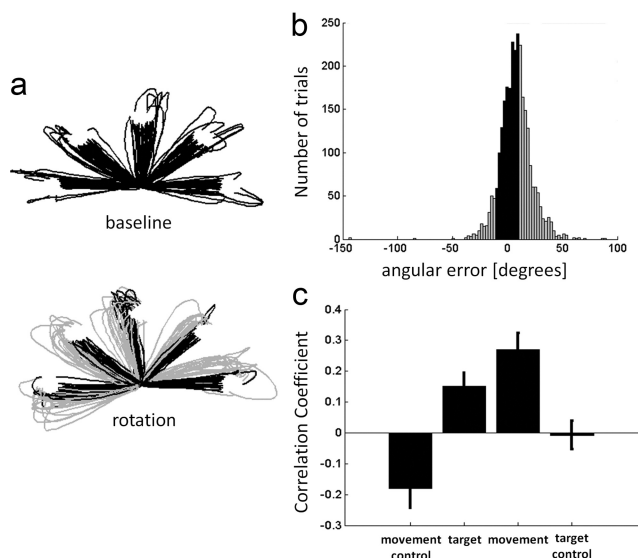 a
baseline
rotation
b
Number of trials
250
200
150
100
50
0
-150 -100 -50 0 50 100
angular error [degrees]
c
Correlation Coefficient
0.4
0.3
0.2
0.1
0
-0.1
-0.2
-0.3
movement control
target
movement
target control